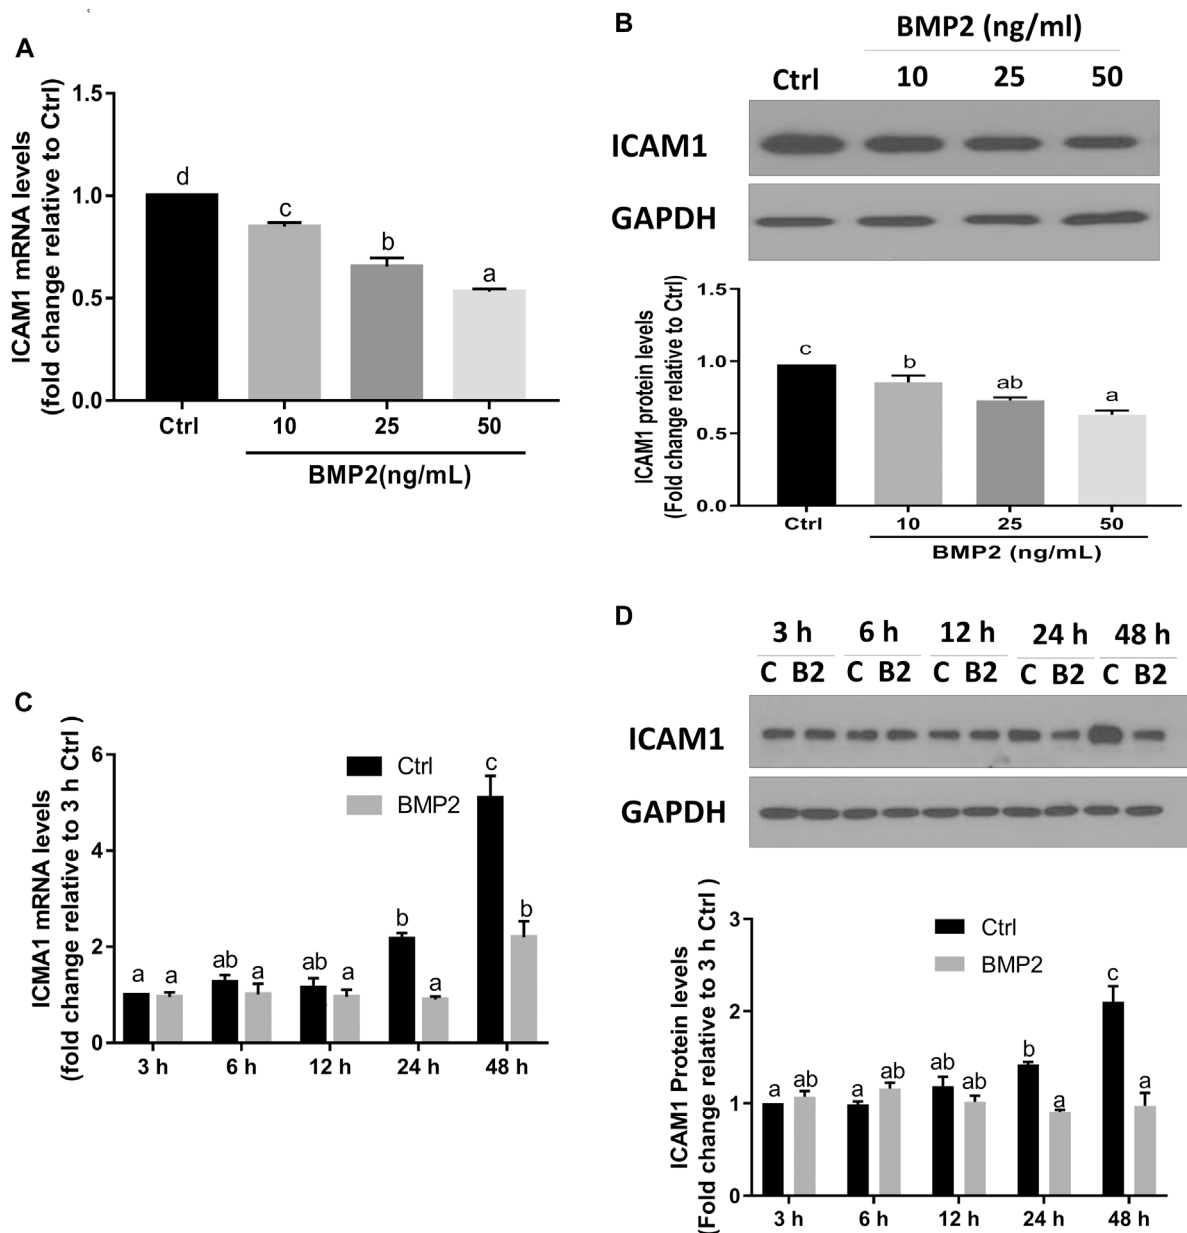 A
ICAM1 mRNA levels
(fold change relative to Ctrl)
1.5
1.0
0.5
0.0
d
c
b
a
Ctrl
10
25
50
BMP2(ng/mL)
B
BMP2 (ng/ml)
Ctrl
10
25
50
ICAM1
GAPDH
ICAM1 protein levels
(Fold change relative to Ctrl)
1.5
1.0
0.5
0.0
c
b
ab
a
Ctrl
10
25
50
BMP2 (ng/mL)
C
ICMA1 mRNA levels
(fold change relative to 3 h Ctrl )
6
4
2
0
Ctrl
BMP2
a a ab a ab a b a c b
3 h
6 h
12 h
24 h
48 h
D
3 h
6 h
12 h
24 h
48 h
C B2 C B2 C B2 C B2 C B2
ICAM1
GAPDH
ICAM1 Protein levels
(Fold change relative to 3 h Ctrl )
3
2
1
0
Ctrl
BMP2
a ab a ab ab ab b a c a
3 h
6 h
12 h
24 h
48 h